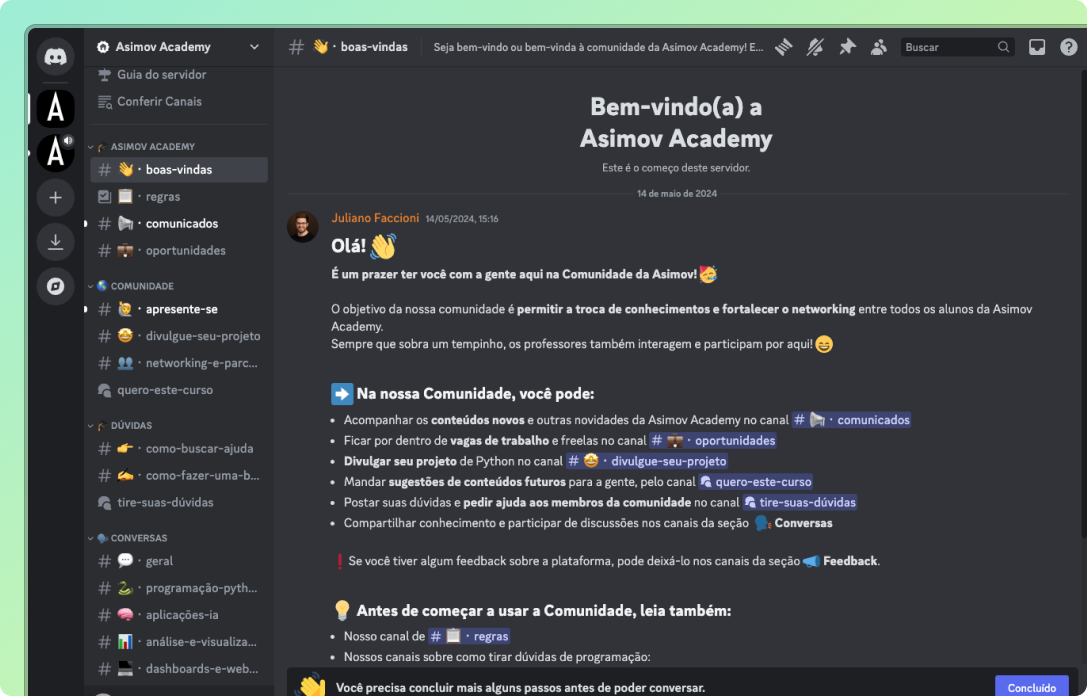 Asimov Academy
Guia do servidor
Conferir Canais
ASIMOV ACADEMY
# 👋 · boas-vindas
📋 · regras
# 📢 · comunicados
# 💼 · oportunidades
🌎 COMUNIDADE
# 🙋 · apresente-se
# 🤩 · divulgue-seu-projeto
# 👥 · networking-e-parc...
quero-este-curso
DÚVIDAS
# 👉 · como-buscar-ajuda
# ✍️ · como-fazer-uma-b...
tire-suas-dúvidas
🗣️ CONVERSAS
# 💬 · geral
# 🐍 · programação-pyth...
# 🧠 · aplicações-ia
# 📊 · análise-e-visualiza...
# 💻 · dashboards-e-web...
# 👋 · boas-vindas
Seja bem-vindo ou bem-vinda à comunidade da Asimov Academy! E...
Buscar
Bem-vindo(a) a
Asimov Academy
Este é o começo deste servidor.
14 de maio de 2024
Juliano Faccioni 14/05/2024, 15:16
Olá! 👋
É um prazer ter você com a gente aqui na Comunidade da Asimov! 🥳
O objetivo da nossa comunidade é permitir a troca de conhecimentos e fortalecer o networking entre todos os alunos da Asimov
Academy.
Sempre que sobra um tempinho, os professores também interagem e participam por aqui! 😄
➡️ Na nossa Comunidade, você pode:
• Acompanhar os conteúdos novos e outras novidades da Asimov Academy no canal # 📢 · comunicados
• Ficar por dentro de vagas de trabalho e freelas no canal # 💼 · oportunidades
• Divulgar seu projeto de Python no canal # 🤩 · divulgue-seu-projeto
• Mandar sugestões de conteúdos futuros para a gente, pelo canal quero-este-curso
• Postar suas dúvidas e pedir ajuda aos membros da comunidade no canal tire-suas-dúvidas
• Compartilhar conhecimento e participar de discussões nos canais da seção 🗣️ Conversas
❗ Se você tiver algum feedback sobre a plataforma, pode deixá-lo nos canais da seção 📣 Feedback.
💡 Antes de começar a usar a Comunidade, leia também:
• Nosso canal de # 📋 · regras
• Nossos canais sobre como tirar dúvidas de programação:
👋 Você precisa concluir mais alguns passos antes de poder conversar.
Concluído